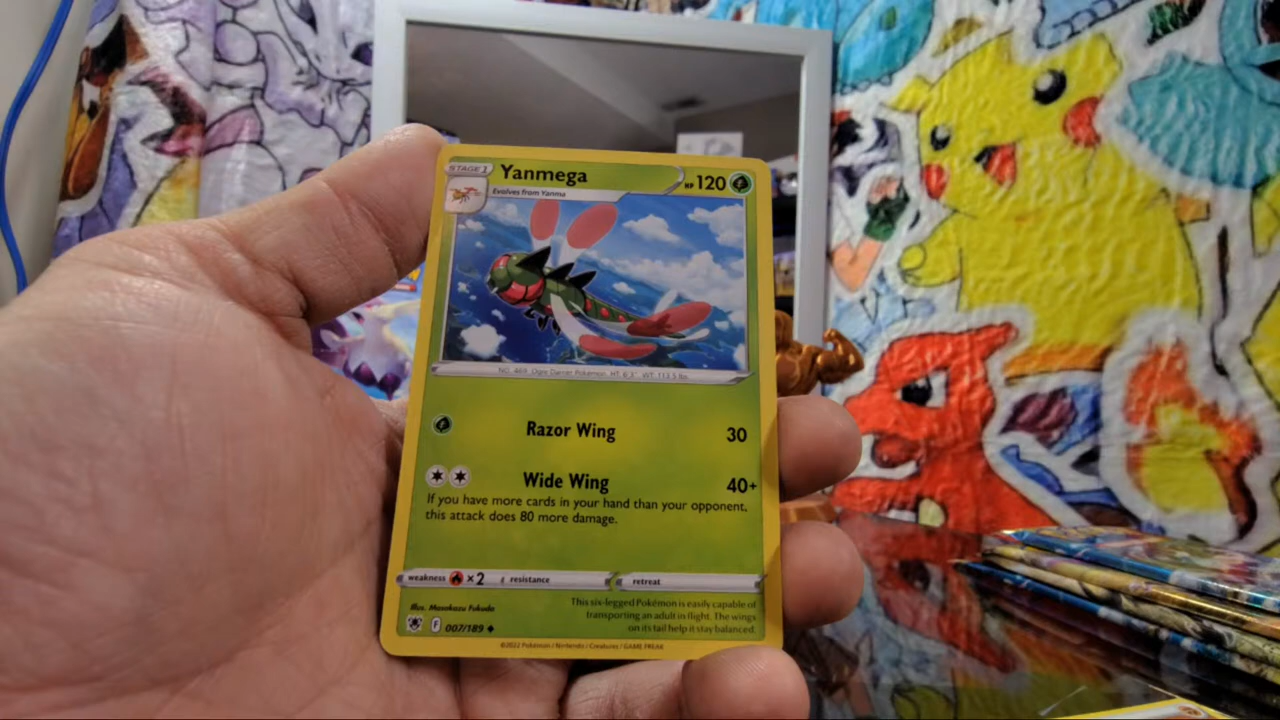 STAGE 1
Yanmega
HP 120
Evolves from Yanma
NO. 469 Ogre Darner Pokémon HT: 6'3" WT: 113.5 lbs.
Razor Wing 30
Wide Wing 40+
If you have more cards in your hand than your opponent,
this attack does 80 more damage.
weakness ×2 resistance retreat
Illus. Masakazu Fukuda
This six-legged Pokémon is easily capable of
transporting an adult in flight. The wings
on its tail help it stay balanced.
F 007/189
©2022 Pokémon / Nintendo / Creatures / GAME FREAK